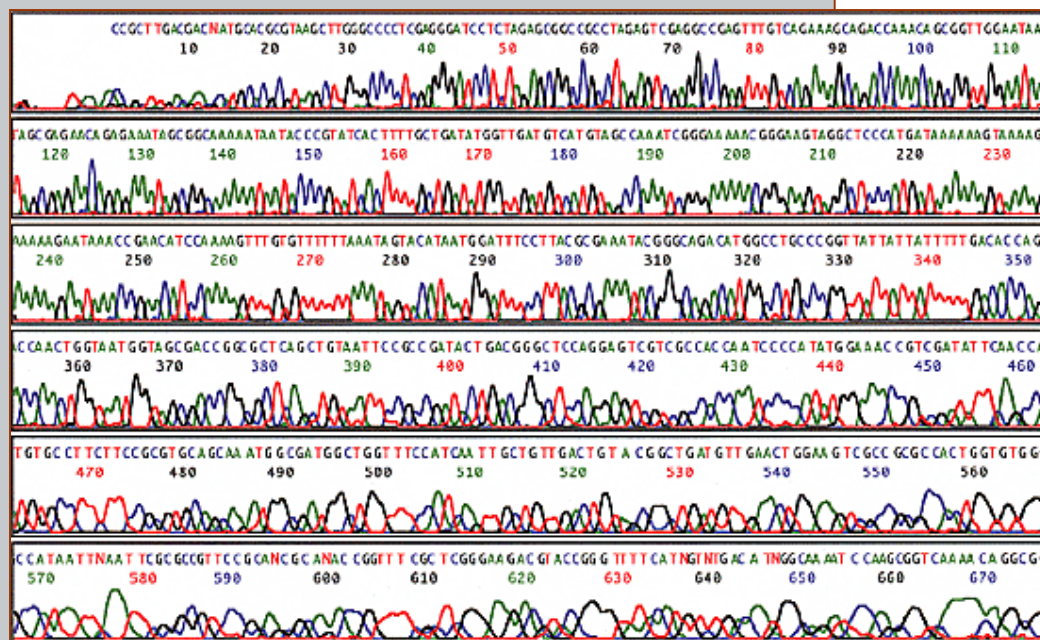 CCGCTTGACGACNATGCACGCGTAAGCTTGGGCCCCTCGAGGGATCCTCTAGAGCGGCCGCCTAGAGTCGAGGCCGAGTTTGTCAGAAAGCAGACCAAACAGCGGTTGGAATAA
10 20 30 40 50 60 70 80 90 100 110
TAGCGAGAACAGAGAAATAGCGGCAAAAATAATACCCGTATCACTTTTGCTGATATGGTTGATGTCATGTAGCCAAATCGGGAAAAACGGGAAGTAGGCTCCCATGATAAAAAAGTAAAAG
120 130 140 150 160 170 180 190 200 210 220 230
AAAAAGAATAAACCGAACATCCAAAAGTTTGTGTTTTTTAAATAGTACATAATGGATTTCCTTACGCGAAATACGGGCAGACATGGCCTGCCCGGTTATTATTATTTTTGACACCAG
240 250 260 270 280 290 300 310 320 330 340 350
ACCAACTGGTAATGGTAGCGACCGGCGCTCAGCTGTAATTCCGCCGATACTGACGGGCTCCAGGAGTCGTCGCCACCAATCCCCATATGGAAACCGTCGATATTCAACCA
360 370 380 390 400 410 420 430 440 450 460
TGTGCCTTCTTCCGCGTGCAGCAAATGGCGATGGCTGGTTTCCATCAATTGCTGTTGACTGTACGGCTGATGTTGAACTGGAAGTCGCCGCGCCACTGGTGTGG
470 480 490 500 510 520 530 540 550 560
CCATAATTNAATTCGCGCCGTTCCGCANCGCANACCGGTTTCGCTCGGGAAGACGTACCGGGTTTTCATNGTNTGACATNGGCAAAATCCAAGCGGTCAAAACAGGCG
570 580 590 600 610 620 630 640 650 660 670